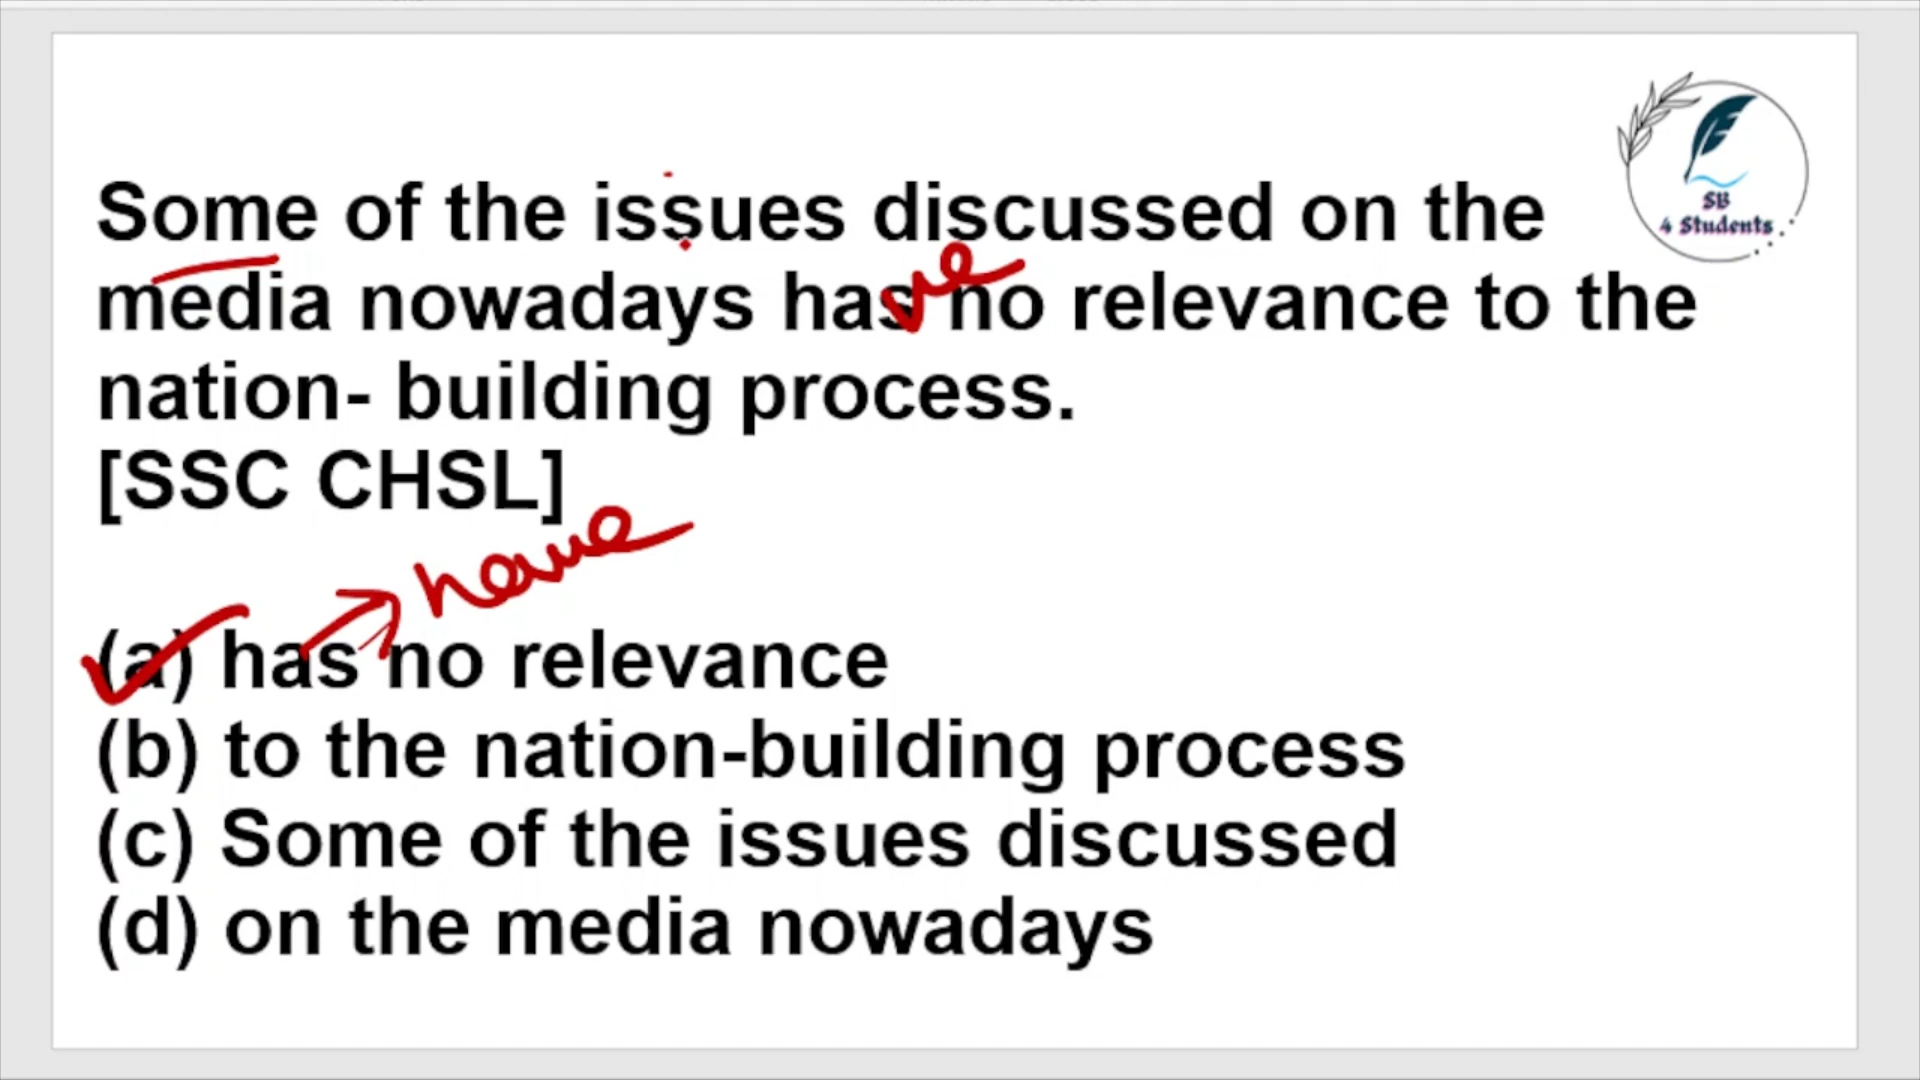 Some of the issues discussed on the
media nowadays has no relevance to the
ve
nation- building process.
[SSC CHSL]
have
(a) has no relevance
(b) to the nation-building process
(c) Some of the issues discussed
(d) on the media nowadays
SB
4 Students